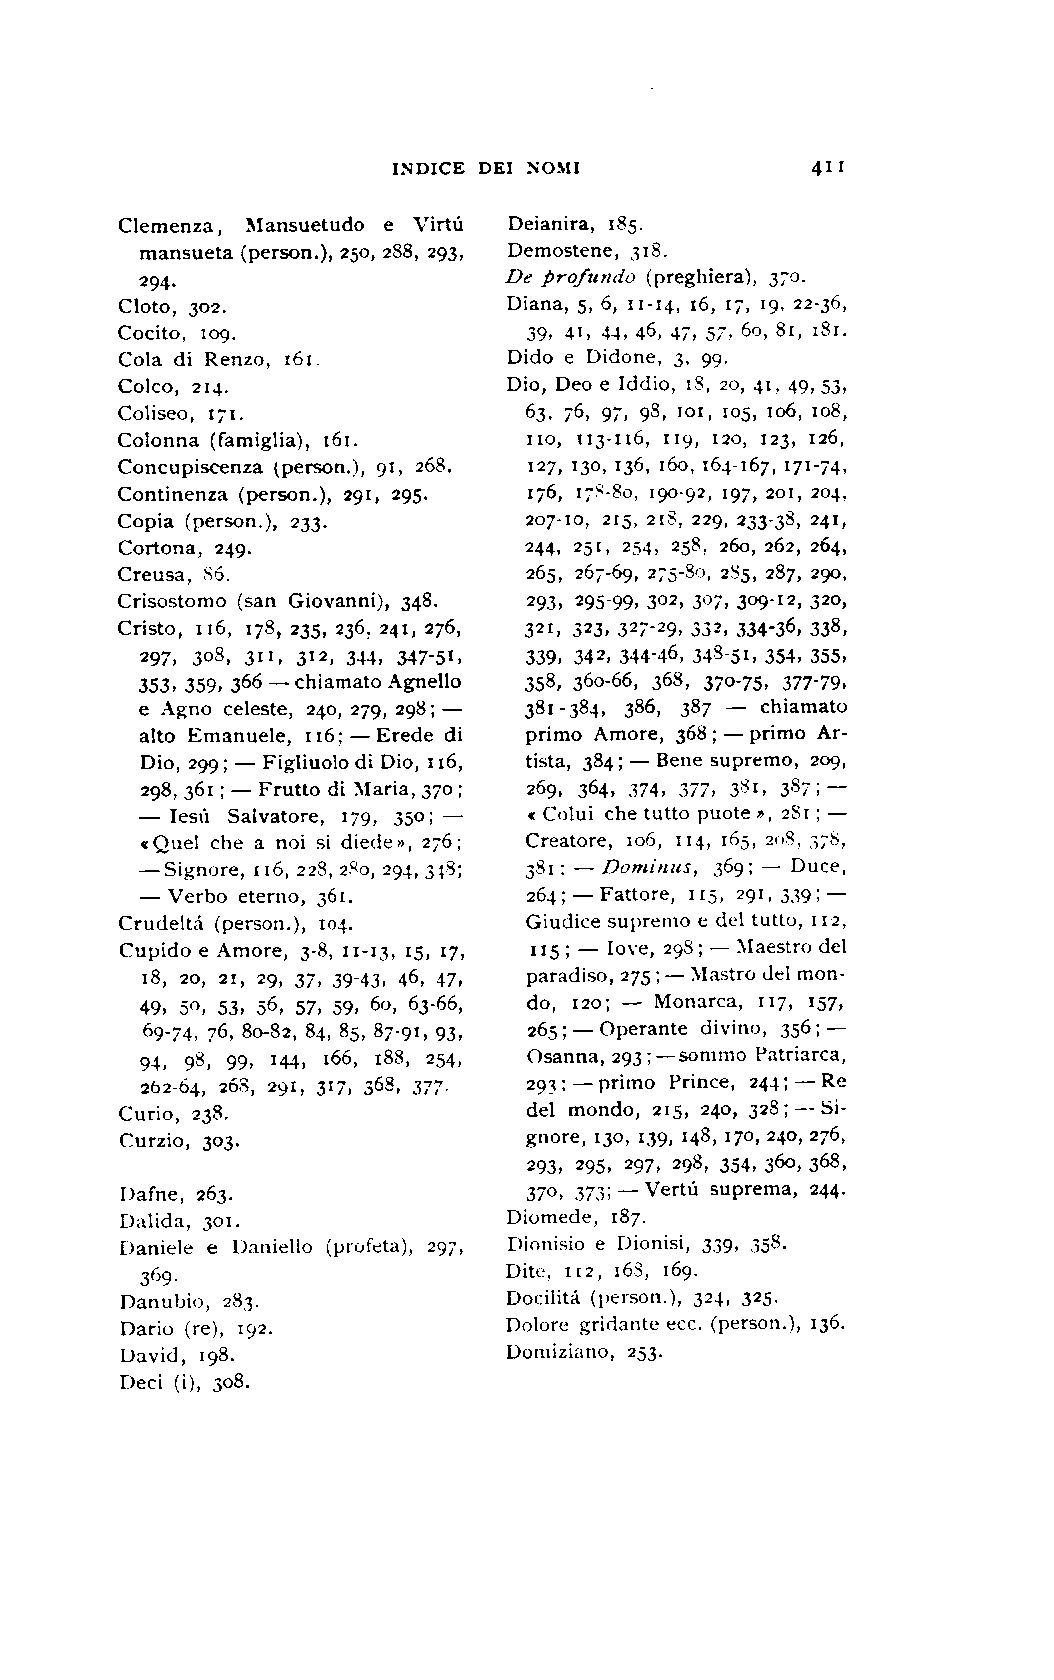 INDICE DEI NOMI 411
Clemenza, Mansuetudo e Virtú
mansueta (person.), 250, 288, 293,
294.
Cloto, 302.
Cocito, 109.
Cola di Renzo, 161.
Colco, 214.
Coliseo, 171.
Colonna (famiglia), 161.
Concupiscenza (person.), 91, 268.
Continenza (person.), 291, 295.
Copia (person.), 233.
Cortona, 249.
Creusa, 86.
Crisostomo (san Giovanni), 348.
Cristo, 116, 178, 235, 236, 241, 276,
297, 308, 311, 312, 344, 347-51,
353, 359, 366 — chiamato Agnello
e Agno celeste, 240, 279, 298; —
alto Emanuele, 116; — Erede di
Dio, 299; — Figliuolo di Dio, 116,
298, 361; — Frutto di Maria, 370;
— Iesú Salvatore, 179, 350; —
«Quel che a noi si diede», 276;
— Signore, 116, 228, 280, 294, 348;
— Verbo eterno, 361.
Crudeltá (person.), 104.
Cupido e Amore, 3-8, 11-13, 15, 17,
18, 20, 21, 29, 37, 39-43, 46, 47,
49, 50, 53, 56, 57, 59, 60, 63-66,
69-74, 76, 80-82, 84, 85, 87-91, 93,
94, 98, 99, 144, 166, 188, 254,
262-64, 268, 291, 317, 368, 377.
Curio, 238.
Curzio, 303.
Dafne, 263.
Dalida, 301.
Daniele e Daniello (profeta), 297,
369.
Danubio, 283.
Dario (re), 192.
David, 198.
Deci (i), 308.
Deianira, 185.
Demostene, 318.
De profundo (preghiera), 370.
Diana, 5, 6, 11-14, 16, 17, 19, 22-36,
39, 41, 44, 46, 47, 57, 60, 81, 181.
Dido e Didone, 3, 99.
Dio, Deo e Iddio, 18, 20, 41, 49, 53,
63, 76, 97, 98, 101, 105, 106, 108,
110, 113-116, 119, 120, 123, 126,
127, 130, 136, 160, 164-167, 171-74,
176, 178-80, 190-92, 197, 201, 204,
207-10, 215, 218, 229, 233-38, 241,
244, 251, 254, 258, 260, 262, 264,
265, 267-69, 275-80, 285, 287, 290,
293, 295-99, 302, 307, 309-12, 320,
321, 323, 327-29, 332, 334-36, 338,
339, 342, 344-46, 348-51, 354, 355,
358, 360-66, 368, 370-75, 377-79,
381-384, 386, 387 — chiamato
primo Amore, 368; — primo Ar-
tista, 384; — Bene supremo, 209,
269, 364, 374, 377, 381, 387; —
« Colui che tutto puote », 281; —
Creatore, 106, 114, 165, 208, 378,
381; — Dominus, 369; — Duce,
264; — Fattore, 115, 291, 339; —
Giudice supremo e del tutto, 112,
115; — Iove, 298; — Maestro del
paradiso, 275; — Mastro del mon-
do, 120; — Monarca, 117, 157,
265; — Operante divino, 356; —
Osanna, 293; — sommo Patriarca,
293; — primo Prince, 244; — Re
del mondo, 215, 240, 328; — Si-
gnore, 130, 139, 148, 170, 240, 276,
293, 295, 297, 298, 354, 360, 368,
370, 373; — Vertú suprema, 244.
Diomede, 187.
Dionisio e Dionisi, 339, 358.
Dite, 112, 168, 169.
Docilitá (person.), 324, 325.
Dolore gridante ecc. (person.), 136.
Domiziano, 253.